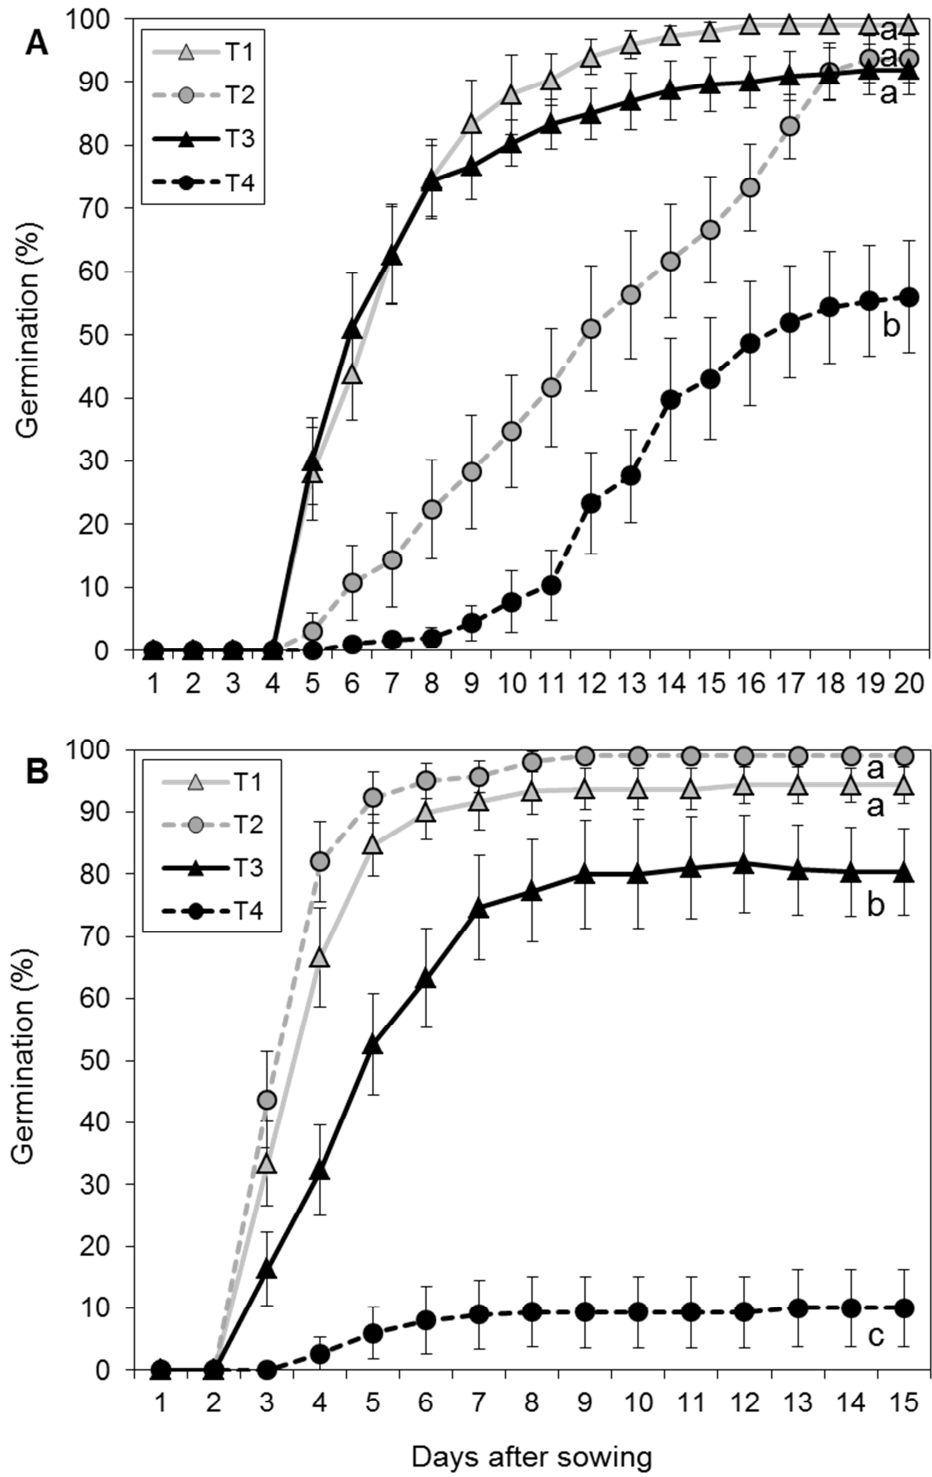 A
T1
T2
T3
T4
Germination (%)
100
90
80
70
60
50
40
30
20
10
0
a
a
a
b
1 2 3 4 5 6 7 8 9 10 11 12 13 14 15 16 17 18 19 20
B
T1
T2
T3
T4
Germination (%)
100
90
80
70
60
50
40
30
20
10
0
a
a
b
c
1 2 3 4 5 6 7 8 9 10 11 12 13 14 15
Days after sowing